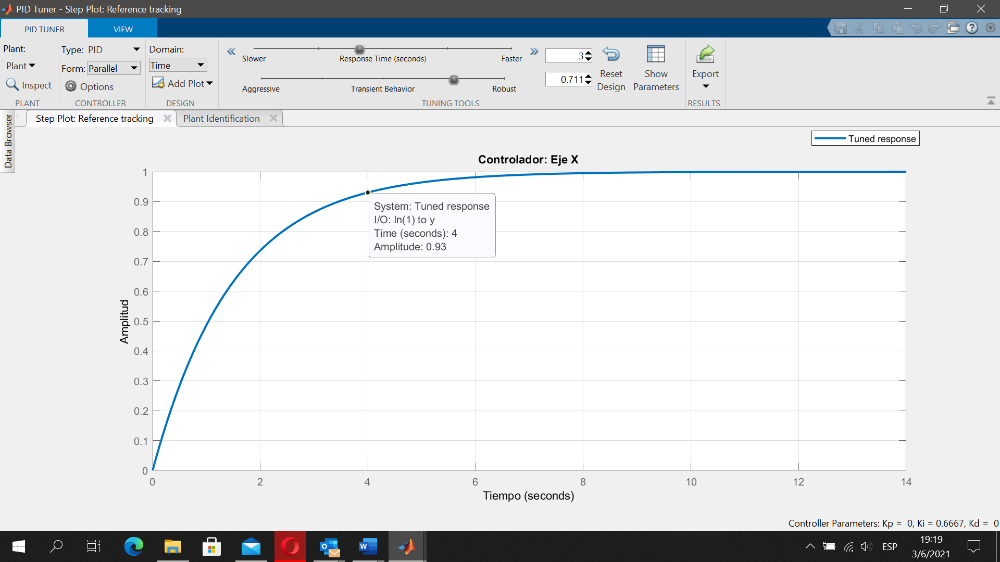 PID Tuner - Step Plot: Reference tracking
PID TUNER
VIEW
Plant:
Plant
Inspect
PLANT
Type: PID
Form: Parallel
Options
CONTROLLER
Domain:
Time
Add Plot
DESIGN
Slower
Response Time (seconds)
Faster
3
Aggressive
Transient Behavior
Robust
0.711
TUNING TOOLS
Reset
Design
Show
Parameters
Export
RESULTS
Data Browser
Step Plot: Reference tracking
Plant Identification
Tuned response
Controlador: Eje X
System: Tuned response
I/O: In(1) to y
Time (seconds): 4
Amplitude: 0.93
Amplitud
1
0.9
0.8
0.7
0.6
0.5
0.4
0.3
0.2
0.1
0
0 2 4 6 8 10 12 14
Tiempo (seconds)
Controller Parameters: Kp = 0, Ki = 0.6667, Kd = 0
ESP
19:19
3/6/2021